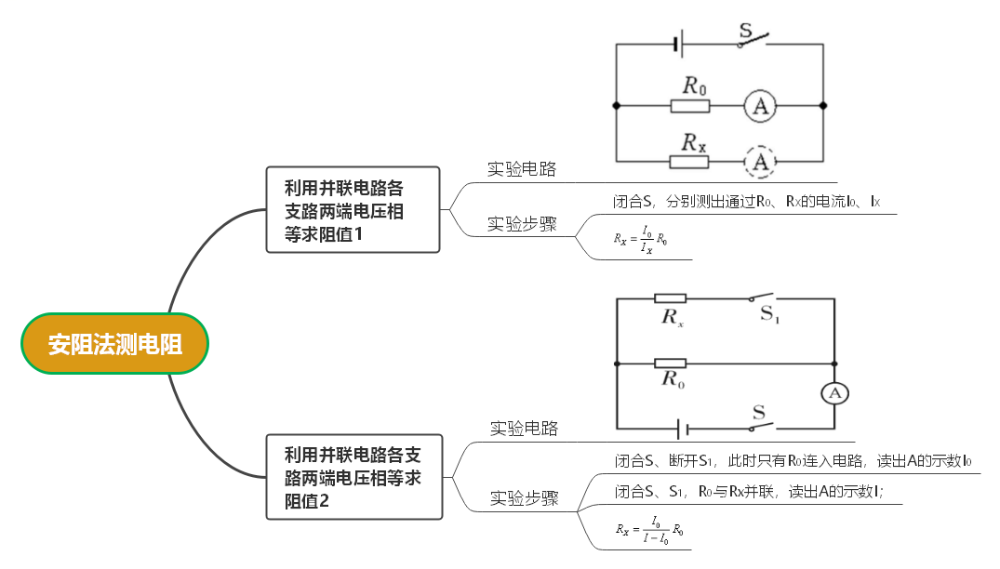 安阻法测电阻
利用并联电路各
支路两端电压相
等求阻值1
实验电路
S
R₀
A
Rₓ
A
实验步骤
闭合S，分别测出通过R₀、Rₓ的电流I₀、Iₓ
Rₓ = I₀/Iₓ R₀
利用并联电路各支
路两端电压相等求
阻值2
实验电路
Rₓ
S₁
R₀
A
S
实验步骤
闭合S、断开S₁，此时只有R₀连入电路，读出A的示数I₀
闭合S、S₁，R₀与Rx并联，读出A的示数I；
Rₓ = I₀/(I−I₀) R₀